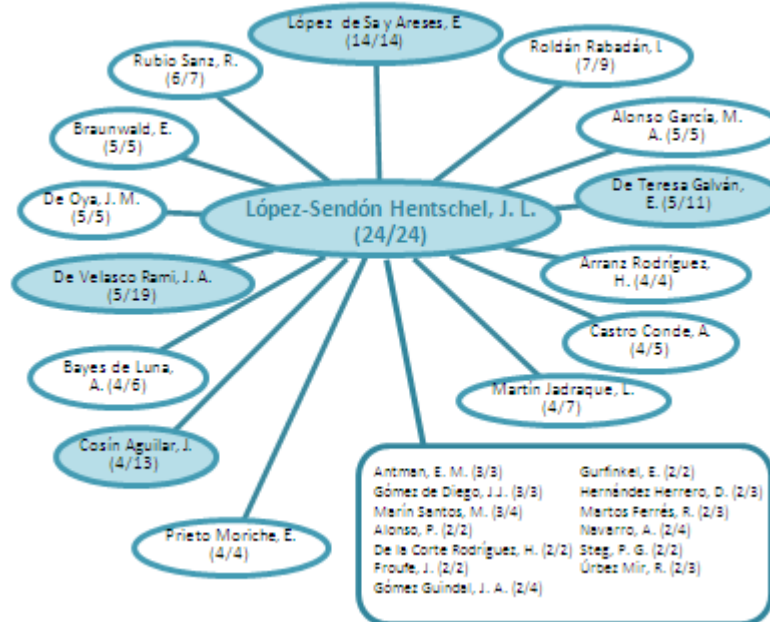 López de Sa y Areses, E.
(14/14)
Rubio Sanz, R.
(6/7)
Roldán Rabadán, I.
(7/9)
Braunwald, E.
(5/5)
Alonso García, M.
A. (5/5)
De Oya, J. M.
(5/5)
De Teresa Galván,
E. (5/11)
López-Sendón Hentschel, J. L.
(24/24)
De Velasco Rami, J. A.
(5/19)
Arranz Rodríguez,
H. (4/4)
Castro Conde, A.
(4/5)
Bayes de Luna,
A. (4/6)
Martín Jadraque, L.
(4/7)
Cosín Aguilar, J.
(4/13)
Prieto Moriche, E.
(4/4)
Antman, E. M. (3/3)
Gómez de Diego, J.J. (3/3)
Marín Santos, M. (3/4)
Alonso, P. (2/2)
De la Corte Rodríguez, H. (2/2)
Froufe, J. (2/2)
Gómez Guindal, J. A. (2/4)
Gurfinkel, E. (2/2)
Hernández Herrero, D. (2/3)
Martos Ferrés, R. (2/3)
Navarro, A. (2/4)
Steg, P. G. (2/2)
Úrbez Mir, R. (2/3)